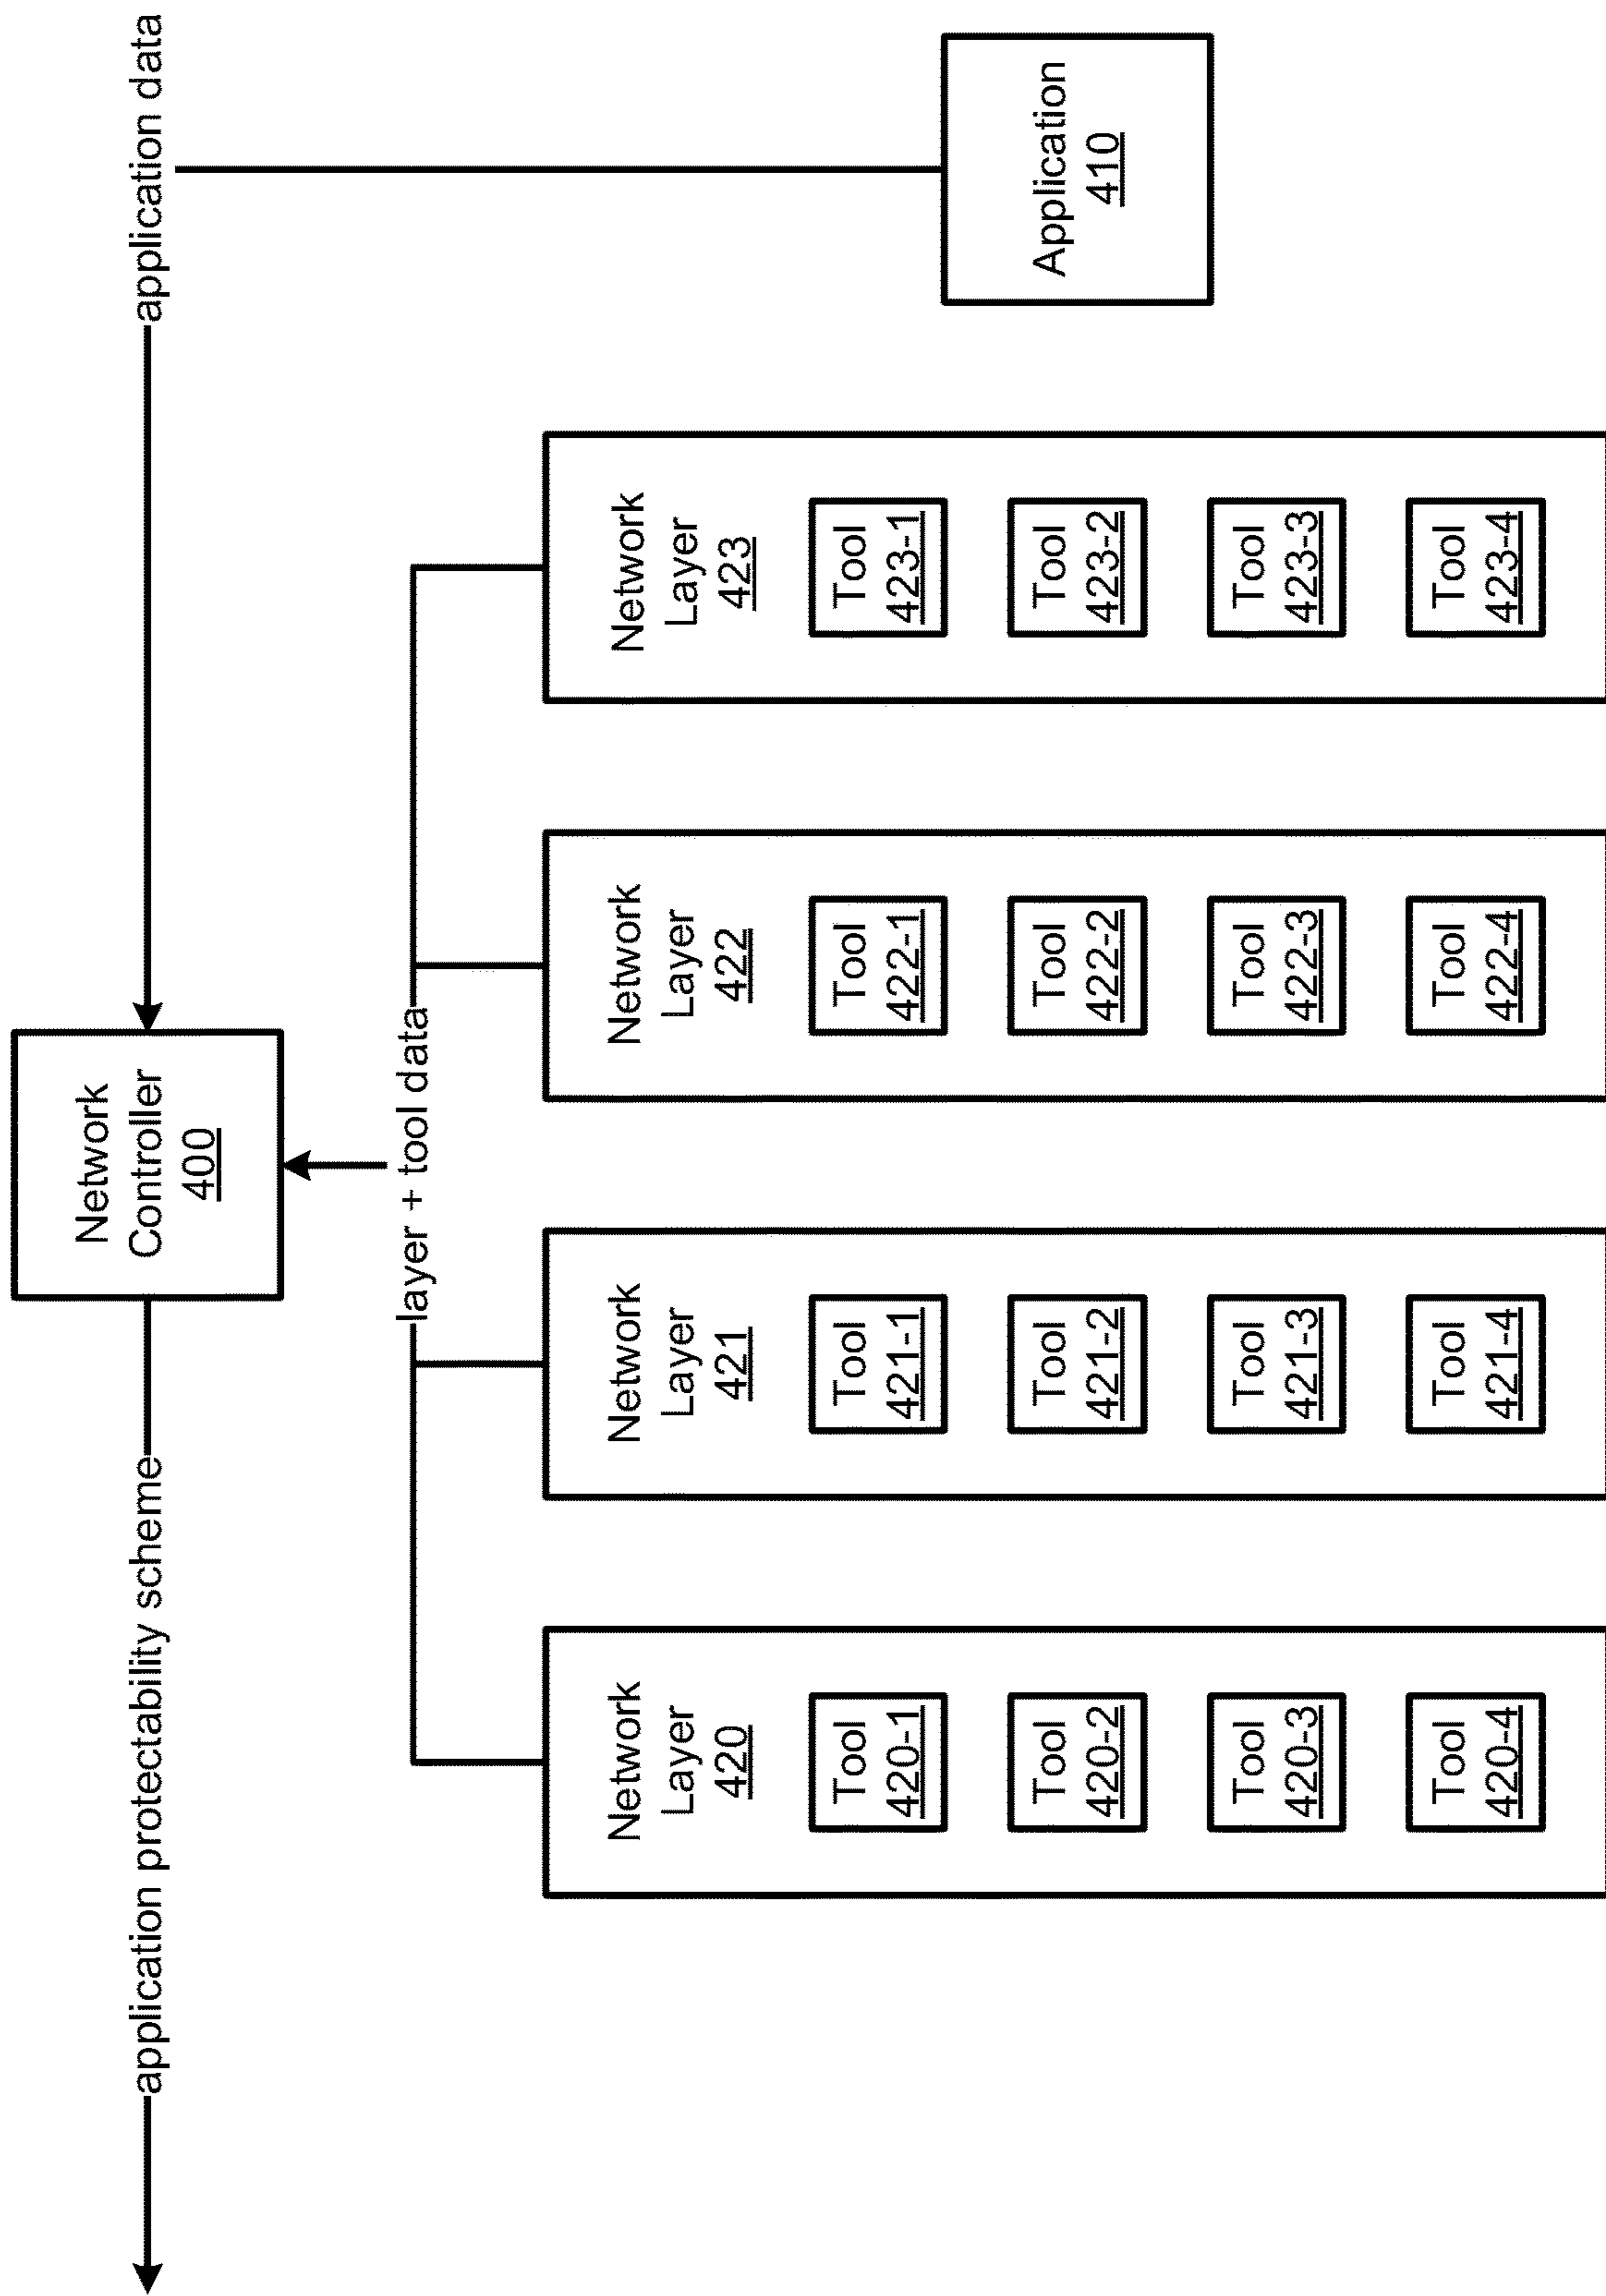 application protectability scheme
Network
Controller
400
application data
layer + tool data
Network
Layer
420
Tool
420-1
Tool
420-2
Tool
420-3
Tool
420-4
Network
Layer
421
Tool
421-1
Tool
421-2
Tool
421-3
Tool
421-4
Network
Layer
422
Tool
422-1
Tool
422-2
Tool
422-3
Tool
422-4
Network
Layer
423
Tool
423-1
Tool
423-2
Tool
423-3
Tool
423-4
Application
410